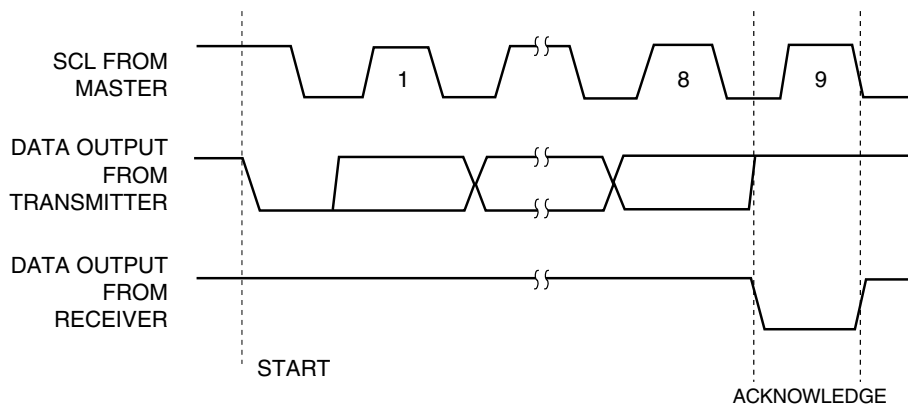 SCL FROM
MASTER
1
8
9
DATA OUTPUT
FROM
TRANSMITTER
DATA OUTPUT
FROM
RECEIVER
START
ACKNOWLEDGE